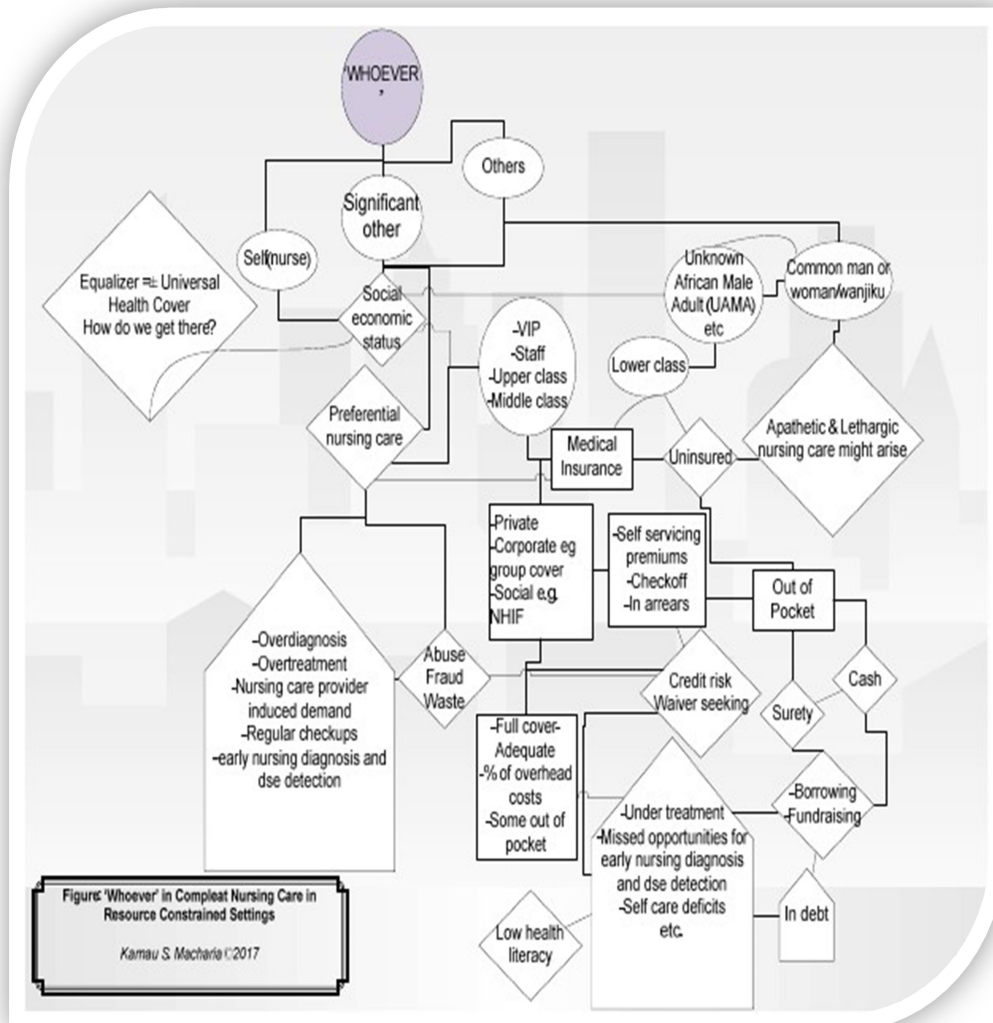 'WHOEVER
'
Others
Significant
other
Self(nurse)
Equalizer =± Universal
Health Cover
How do we get there?
Social
economic
status
Unknown
African Male
Adult (UAMA)
etc
Common man or
woman/wanjiku
-VIP
-Staff
-Upper class
-Middle class
Lower class
Preferential
nursing care
Medical
Insurance
Uninsured
Apathetic & Lethargic
nursing care might arise
-Private
-Corporate eg
group cover
-Social e.g.
NHIF
-Self servicing
premiums
-Checkoff
-In arrears
Out of
Pocket
-Overdiagnosis
-Overtreatment
-Nursing care provider
induced demand
-Regular checkups
-early nursing diagnosis and
dse detection
Abuse
Fraud
Waste
Credit risk
Waiver seeking
Cash
Surety
-Full cover-
Adequate
-% of overhead
costs
-Some out of
pocket
-Borrowing
-Fundraising
-Under treatment
-Missed opportunities for
early nursing diagnosis
and dse detection
-Self care deficits
etc.
In debt
Low health
literacy
Figure: 'Whoever' in Compleat Nursing Care in
Resource Constrained Settings
Kamau S. Macharia ©2017